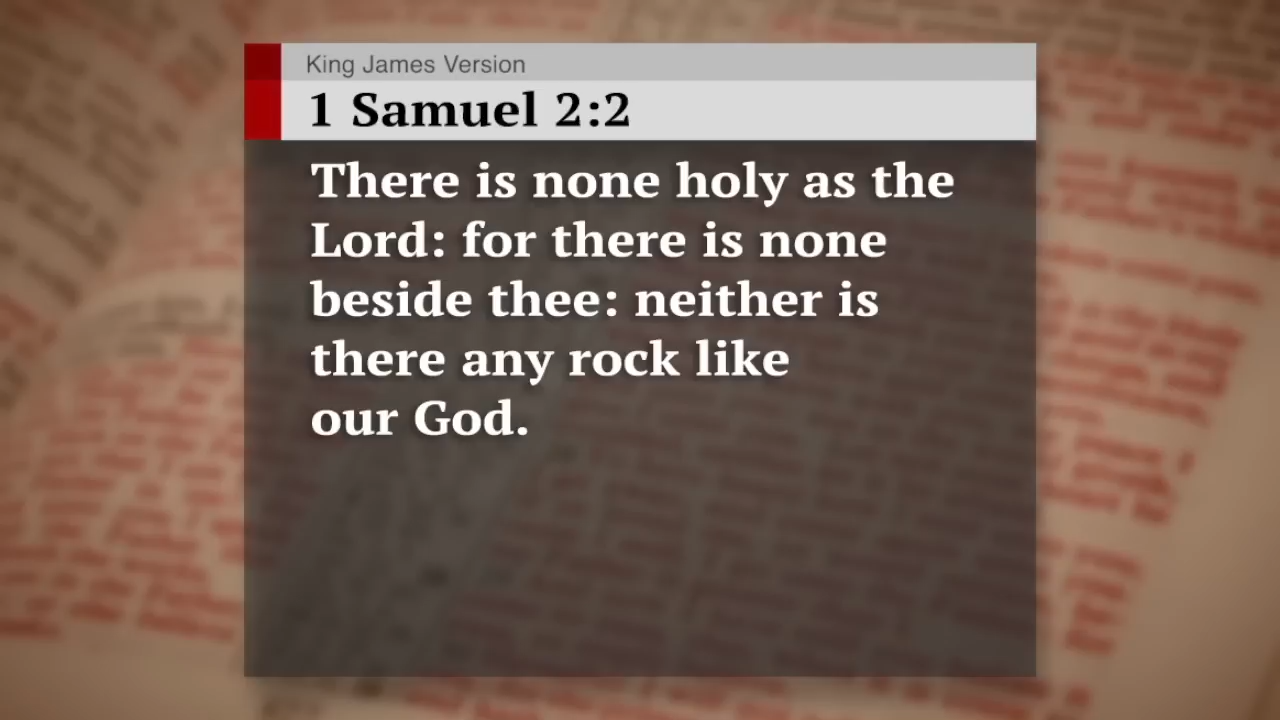 King James Version
1 Samuel 2:2
There is none holy as the
Lord: for there is none
beside thee: neither is
there any rock like
our God.